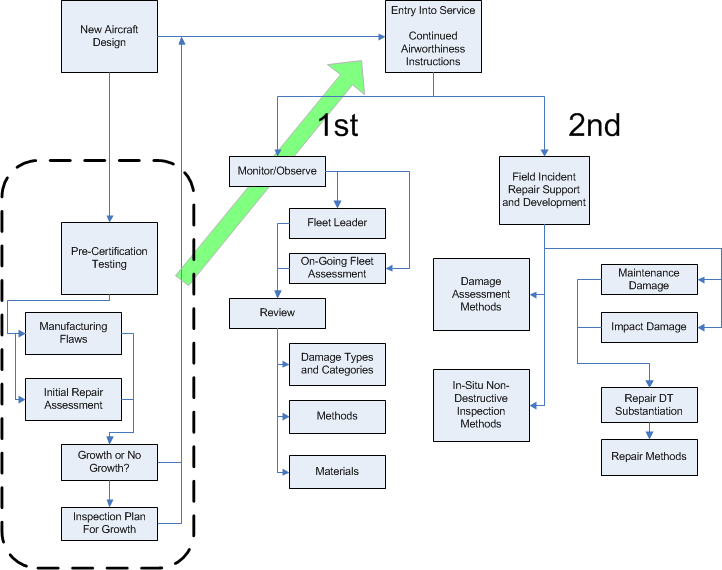 New Aircraft
Design
Entry Into Service
Continued
Airworthiness
Instructions
1st
2nd
Monitor/Observe
Field Incident
Repair Support
and Development
Fleet Leader
Pre-Certification
Testing
On-Going Fleet
Assessment
Damage
Assessment
Methods
Maintenance
Damage
Review
Manufacturing
Flaws
Impact Damage
Damage Types
and Categories
Initial Repair
Assessment
In-Situ Non-
Destructive
Inspection
Methods
Repair DT
Substantiation
Methods
Growth or No
Growth?
Repair Methods
Materials
Inspection Plan
For Growth